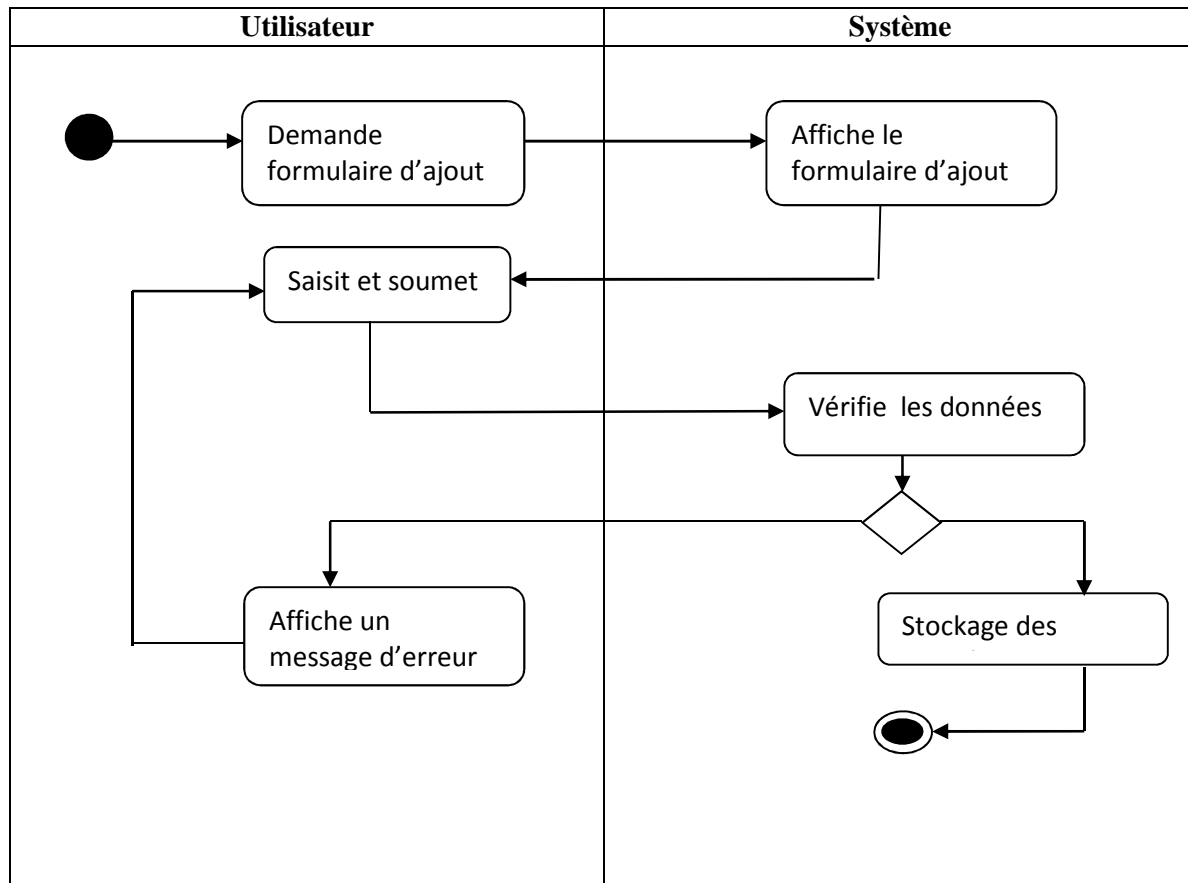 Utilisateur
Système
Demande
formulaire d'ajout
Affiche le
formulaire d'ajout
Saisit et soumet
Vérifie les données
Affiche un
message d'erreur
Stockage des